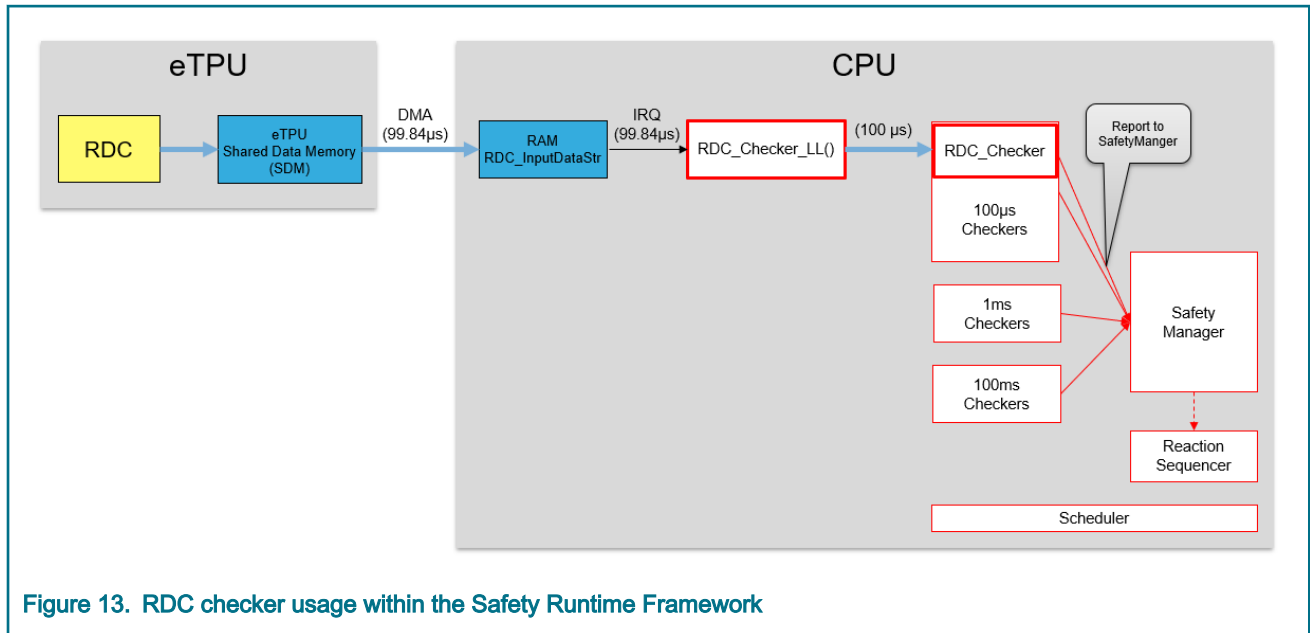 eTPU
CPU
RDC
eTPU
Shared Data Memory
(SDM)
DMA
(99.84µs)
RAM
RDC_InputDataStr
IRQ
(99.84µs)
RDC_Checker_LL()
(100 µs)
RDC_Checker
Report to
SafetyManger
100µs
Checkers
1ms
Checkers
100ms
Checkers
Safety
Manager
Reaction
Sequencer
Scheduler
Figure 13. RDC checker usage within the Safety Runtime Framework